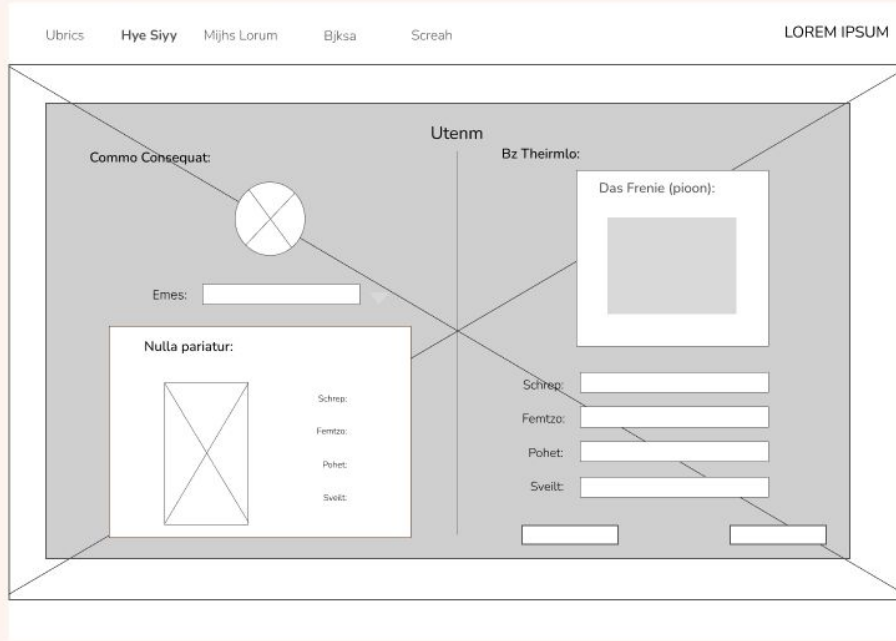 Ubrics Hye Siyy Mijhs Lorum Bjksa Screah LOREM IPSUM
Utenm
Commo Consequat:
Emes:
Nulla pariatur:
Schrep:
Femtzo:
Pohet:
Sveilt:
Bz Theirmlo:
Das Frenie (pioon):
Schrep:
Femtzo:
Pohet:
Sveilt: